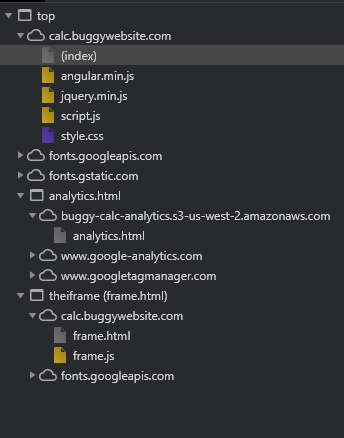 top
calc.buggywebsite.com
(index)
angular.min.js
jquery.min.js
script.js
style.css
fonts.googleapis.com
fonts.gstatic.com
analytics.html
buggy-calc-analytics.s3-us-west-2.amazonaws.com
analytics.html
www.google-analytics.com
www.googletagmanager.com
theiframe (frame.html)
calc.buggywebsite.com
frame.html
frame.js
fonts.googleapis.com